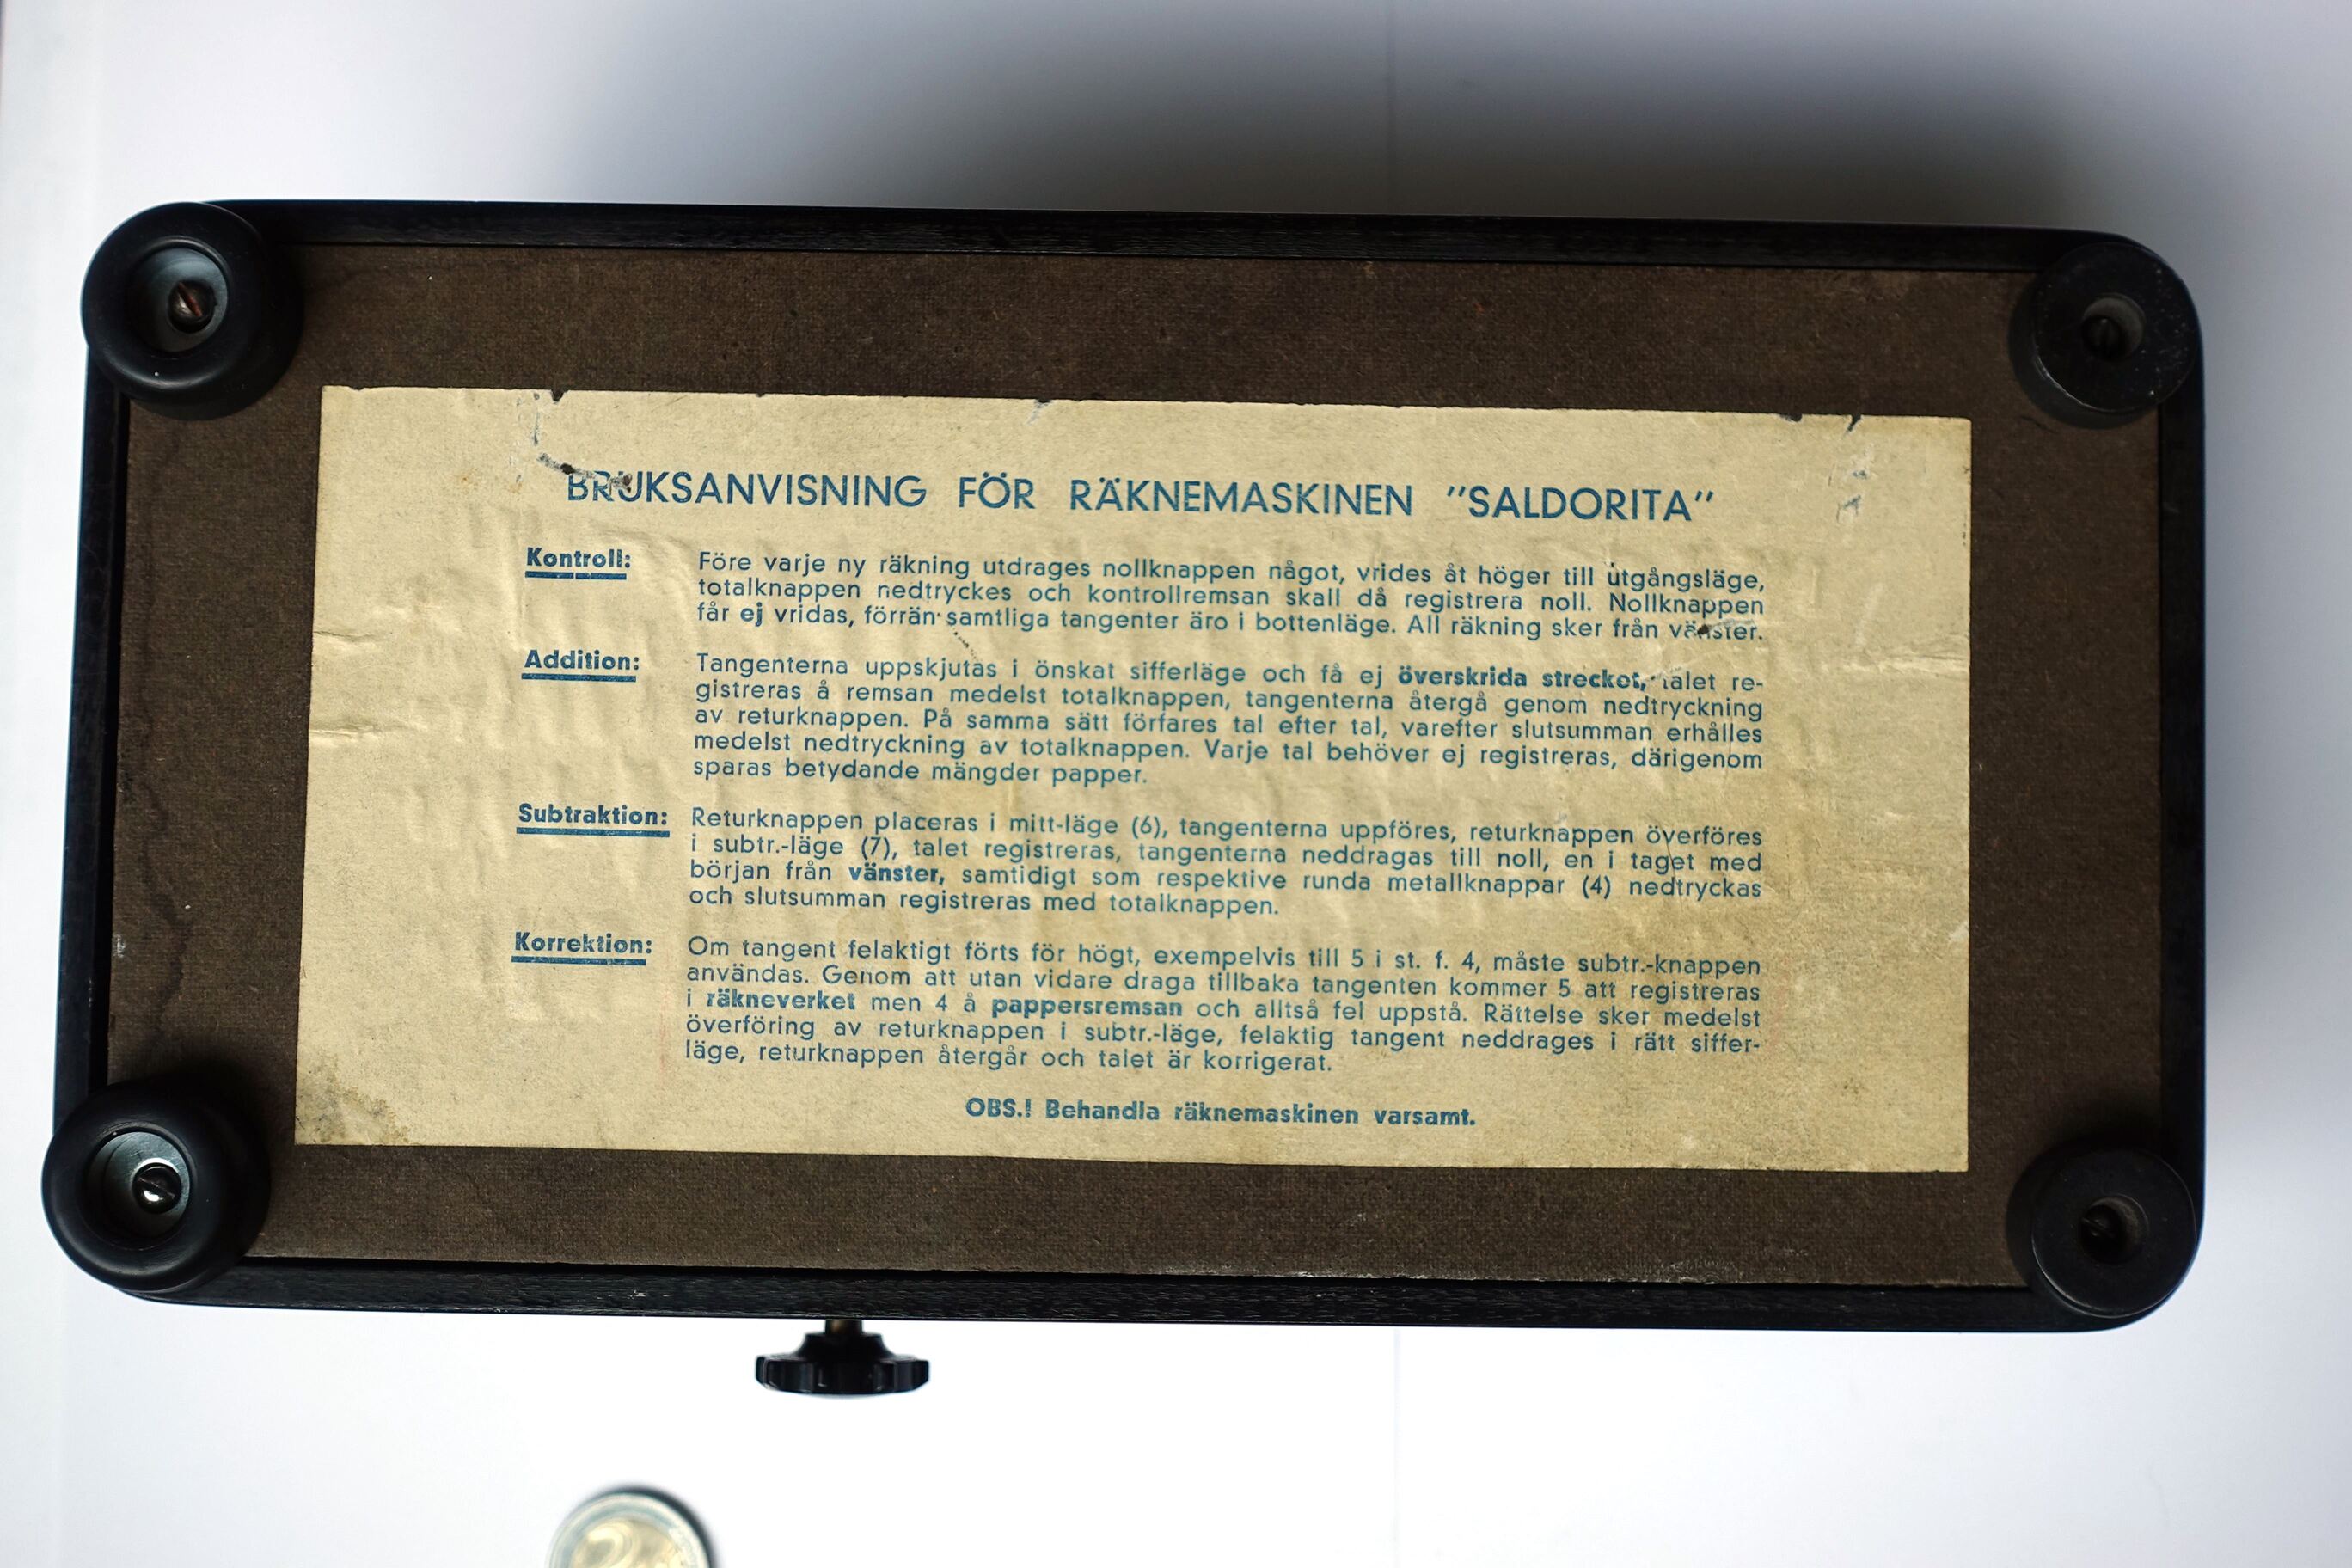 BRUKSANVISNING FÖR RÄKNEMASKINEN "SALDORITA"
Kontroll: Före varje ny räkning utdrages nollknappen något, vrides åt höger till utgångsläge,
totalknappen nedtryckes och kontrollremsan skall då registrera noll. Nollknappen
får ej vridas, förrän samtliga tangenter äro i bottenläge. All räkning sker från vänster.
Addition: Tangenterna uppskjutas i önskat sifferläge och få ej överskrida strecket, talet re-
gistreras å remsan medelst totalknappen, tangenterna återgå genom nedtryckning
av returknappen. På samma sätt förfares tal efter tal, varefter slutsumman erhålles
medelst nedtryckning av totalknappen. Varje tal behöver ej registreras, därigenom
sparas betydande mängder papper.
Subtraktion: Returknappen placeras i mitt-läge (6), tangenterna uppföres, returknappen överföres
i subtr.-läge (7), talet registreras, tangenterna neddragas till noll, en i taget med
början från vänster, samtidigt som respektive runda metallknappar (4) nedtryckas
och slutsumman registreras med totalknappen.
Korrektion: Om tangent felaktigt förts för högt, exempelvis till 5 i st. f. 4, måste subtr.-knappen
användas. Genom att utan vidare draga tillbaka tangenten kommer 5 att registreras
i räkneverket men 4 å pappersremsan och alltså fel uppstå. Rättelse sker medelst
överföring av returknappen i subtr.-läge, felaktig tangent neddrages i rätt siffer-
läge, returknappen återgår och talet är korrigerat.
OBS.! Behandla räknemaskinen varsamt.
2